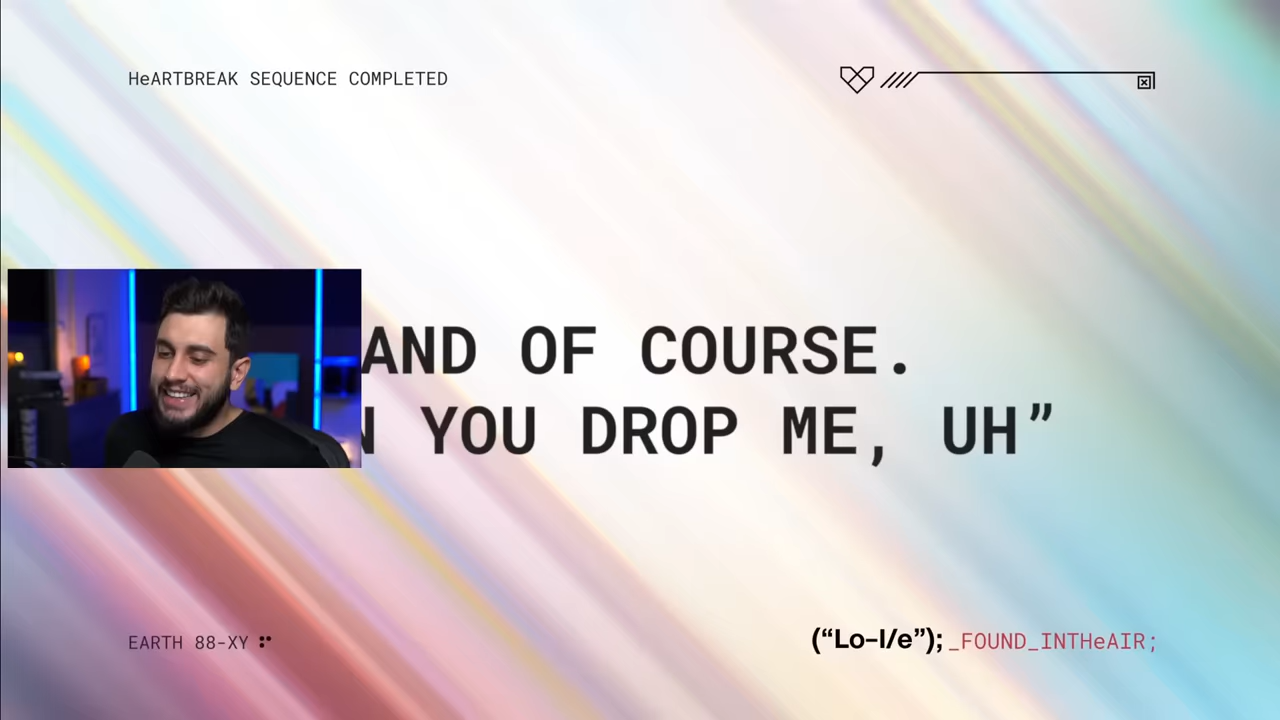 HeARTBREAK SEQUENCE COMPLETED
AND OF COURSE.
YOU DROP ME, UH”
EARTH 88-XY
(“Lo-l/e”);_FOUND_INTHeAIR;